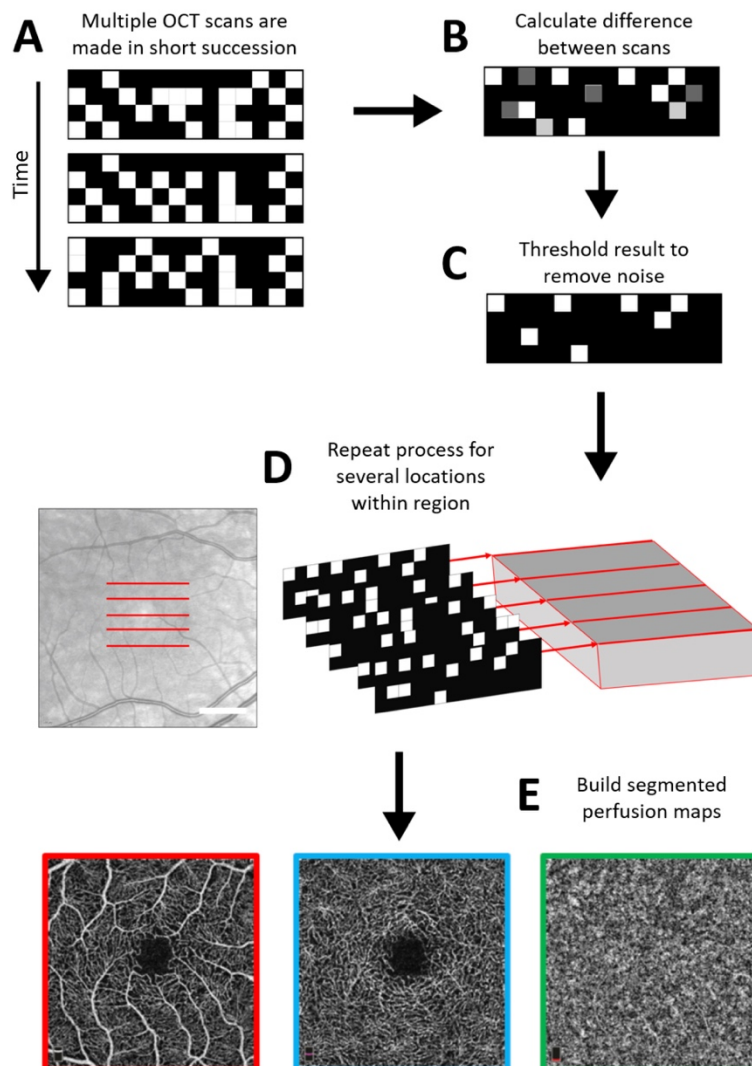 A
Multiple OCT scans are
made in short succession
Time
B
Calculate difference
between scans
C
Threshold result to
remove noise
D
Repeat process for
several locations
within region
E
Build segmented
perfusion maps